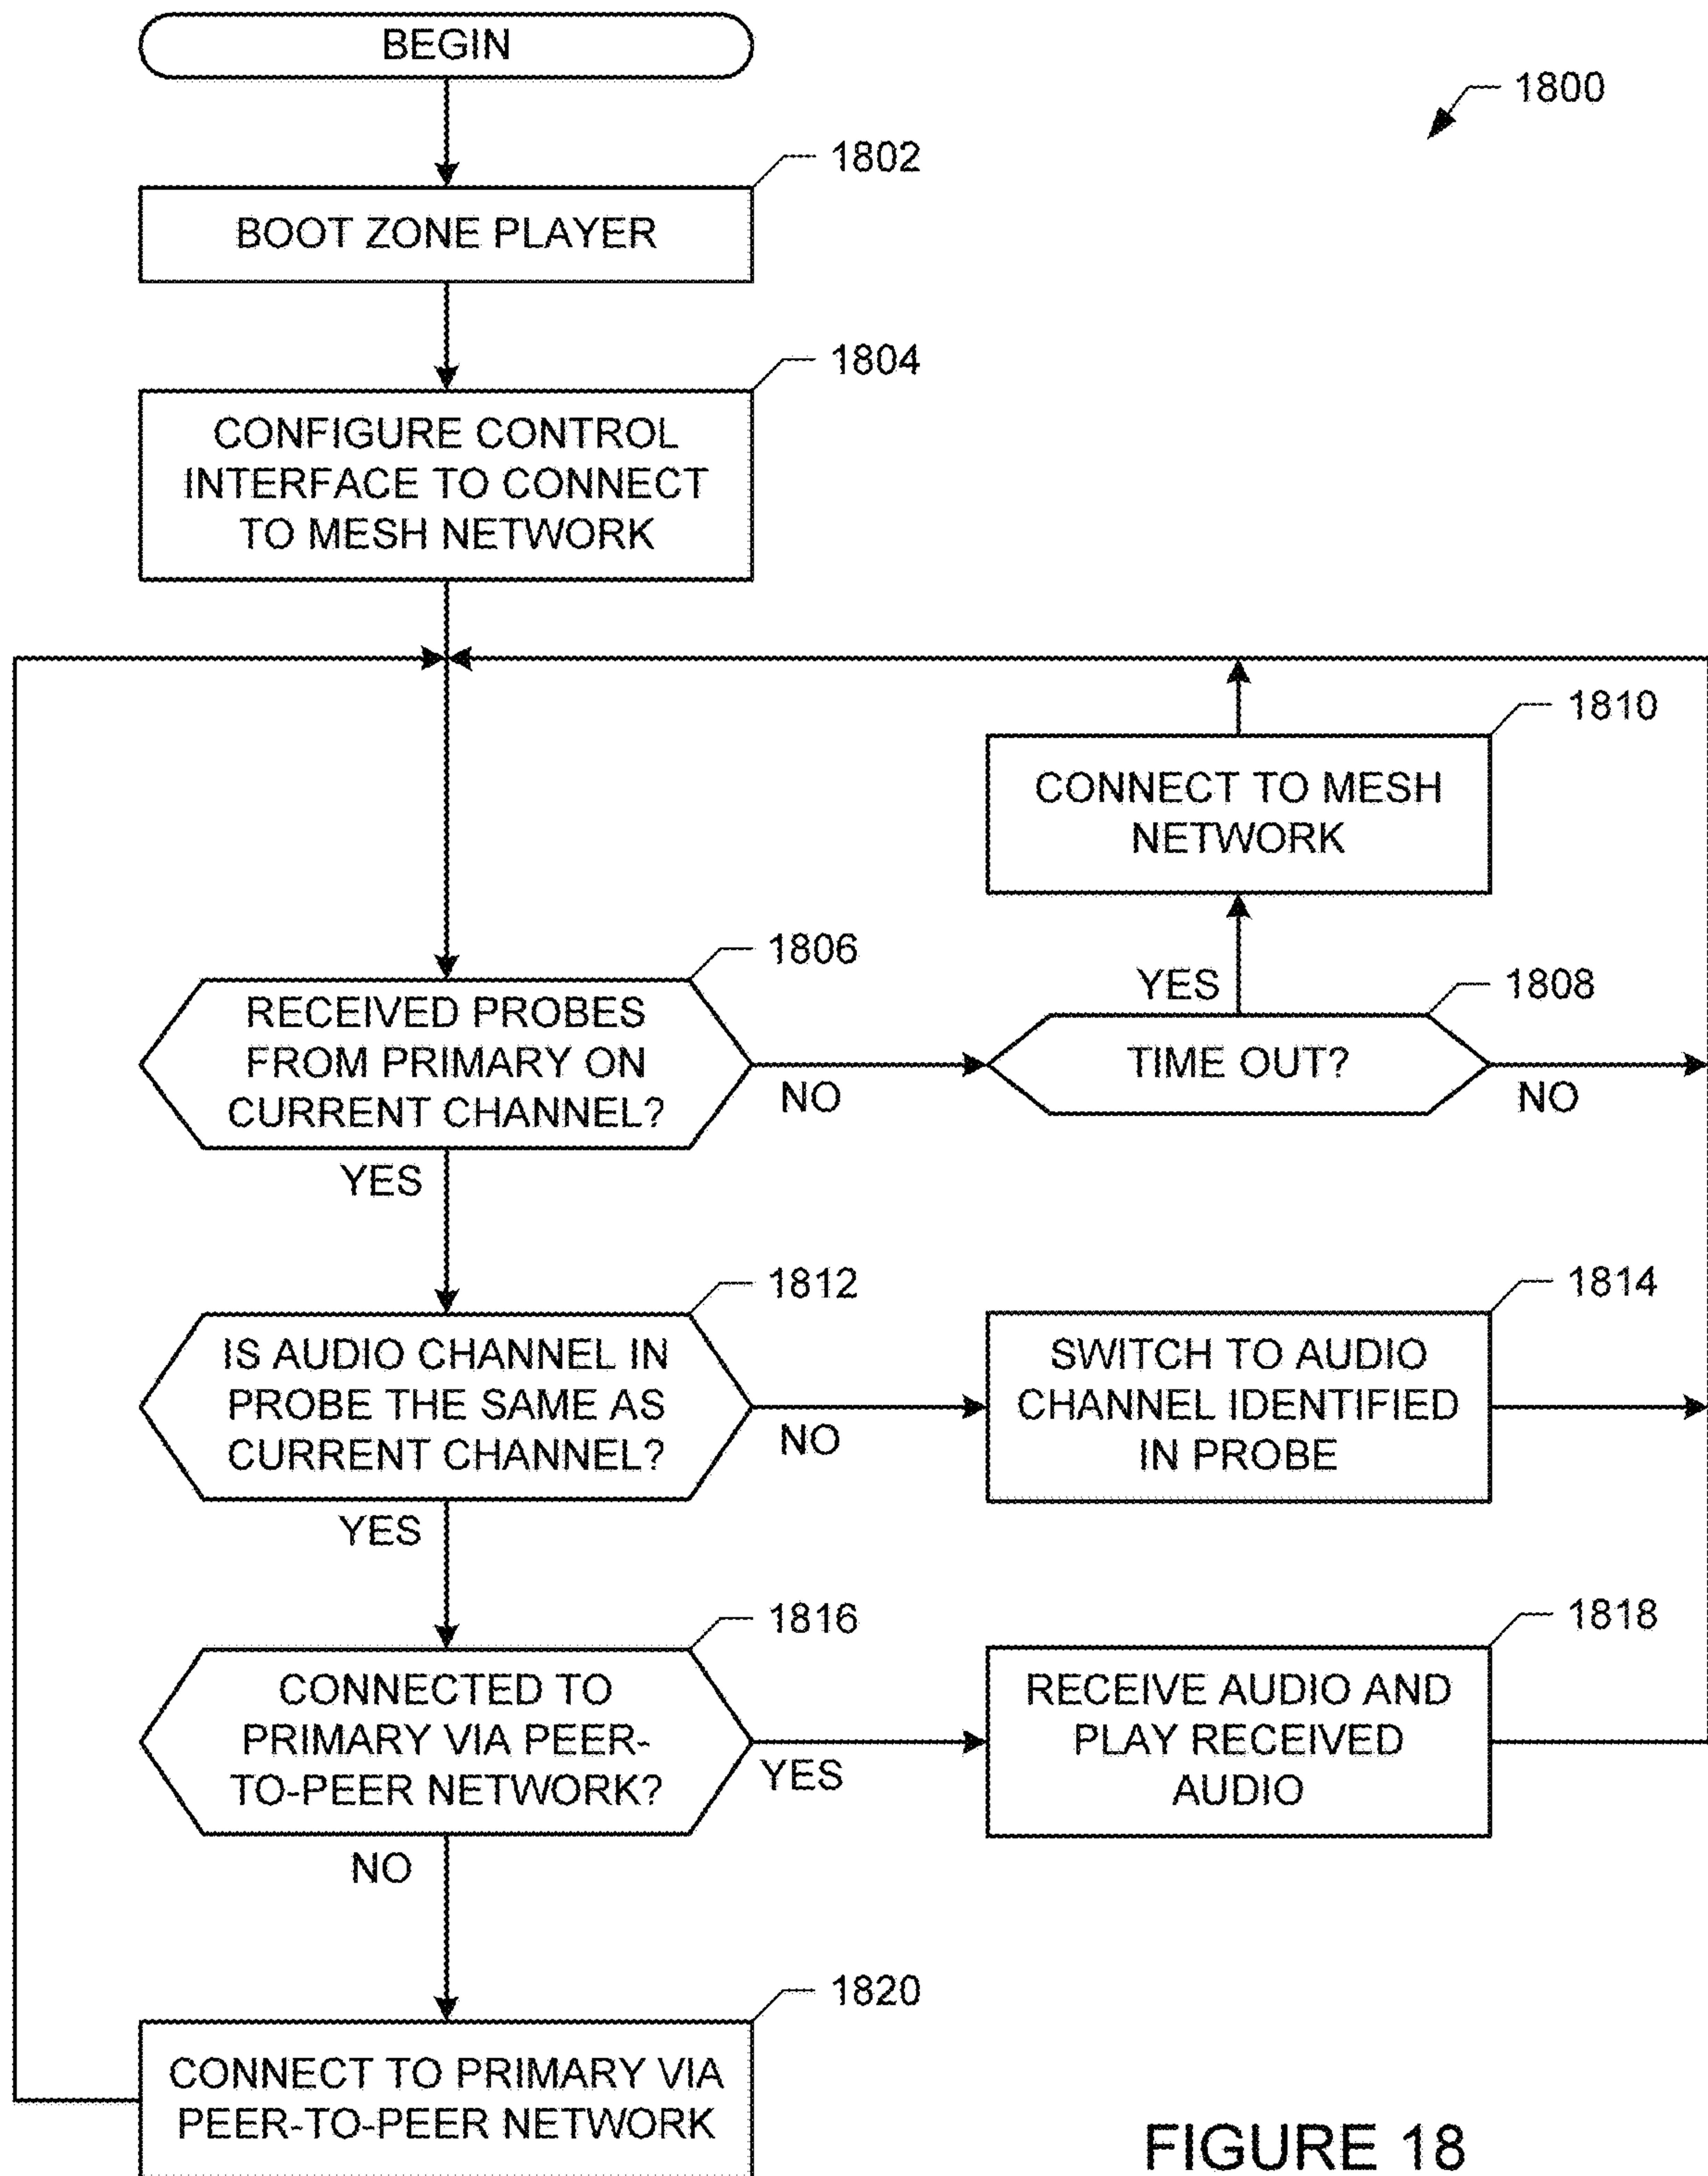 BEGIN
1800
1802
BOOT ZONE PLAYER
1804
CONFIGURE CONTROL
INTERFACE TO CONNECT
TO MESH NETWORK
1810
CONNECT TO MESH
NETWORK
1806
RECEIVED PROBES
FROM PRIMARY ON
CURRENT CHANNEL?
NO
YES
1808
TIME OUT?
NO
YES
1812
IS AUDIO CHANNEL IN
PROBE THE SAME AS
CURRENT CHANNEL?
NO
1814
SWITCH TO AUDIO
CHANNEL IDENTIFIED
IN PROBE
YES
1816
CONNECTED TO
PRIMARY VIA PEER-
TO-PEER NETWORK?
YES
1818
RECEIVE AUDIO AND
PLAY RECEIVED
AUDIO
NO
1820
CONNECT TO PRIMARY VIA
PEER-TO-PEER NETWORK
FIGURE 18